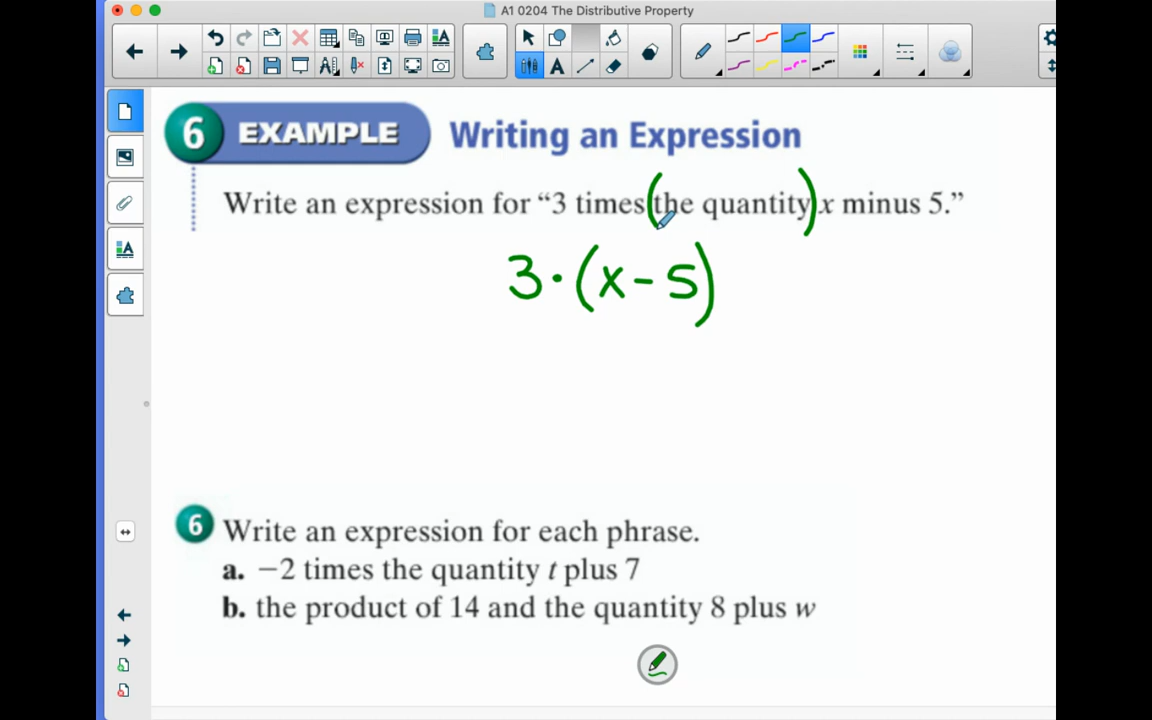 A1 0204 The Distributive Property
6 EXAMPLE Writing an Expression
Write an expression for “3 times (the quantity) x minus 5.”
3 · (x - 5)
6 Write an expression for each phrase.
a. −2 times the quantity t plus 7
b. the product of 14 and the quantity 8 plus w